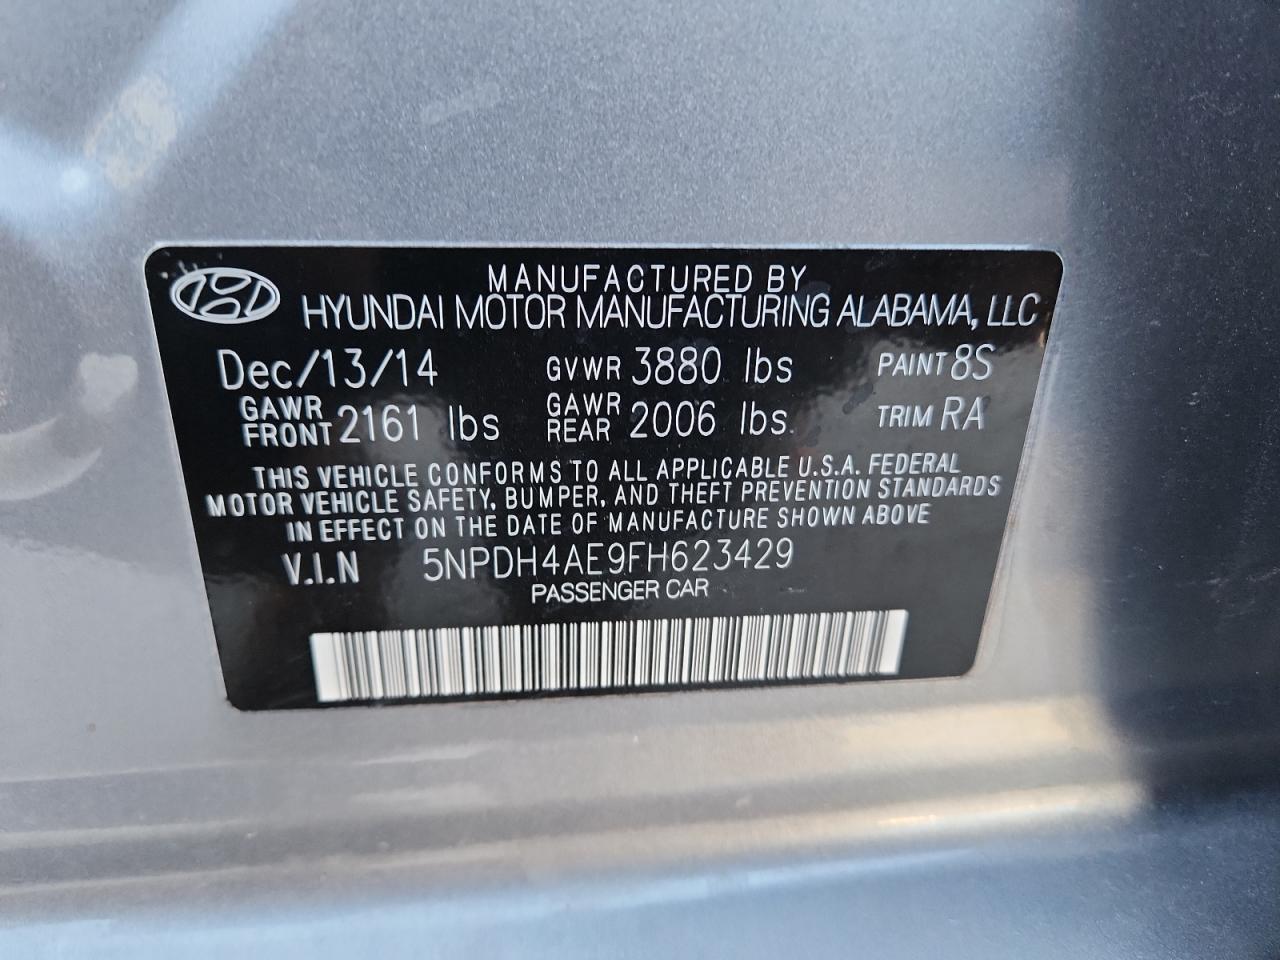 MANUFACTURED BY
HYUNDAI MOTOR MANUFACTURING ALABAMA, LLC
Dec/13/14 GVWR 3880 lbs PAINT 8S
GAWR FRONT 2161 lbs GAWR REAR 2006 lbs. TRIM RA
THIS VEHICLE CONFORMS TO ALL APPLICABLE U.S.A. FEDERAL
MOTOR VEHICLE SAFETY, BUMPER, AND THEFT PREVENTION STANDARDS
IN EFFECT ON THE DATE OF MANUFACTURE SHOWN ABOVE
V.I.N 5NPDH4AE9FH623429
PASSENGER CAR